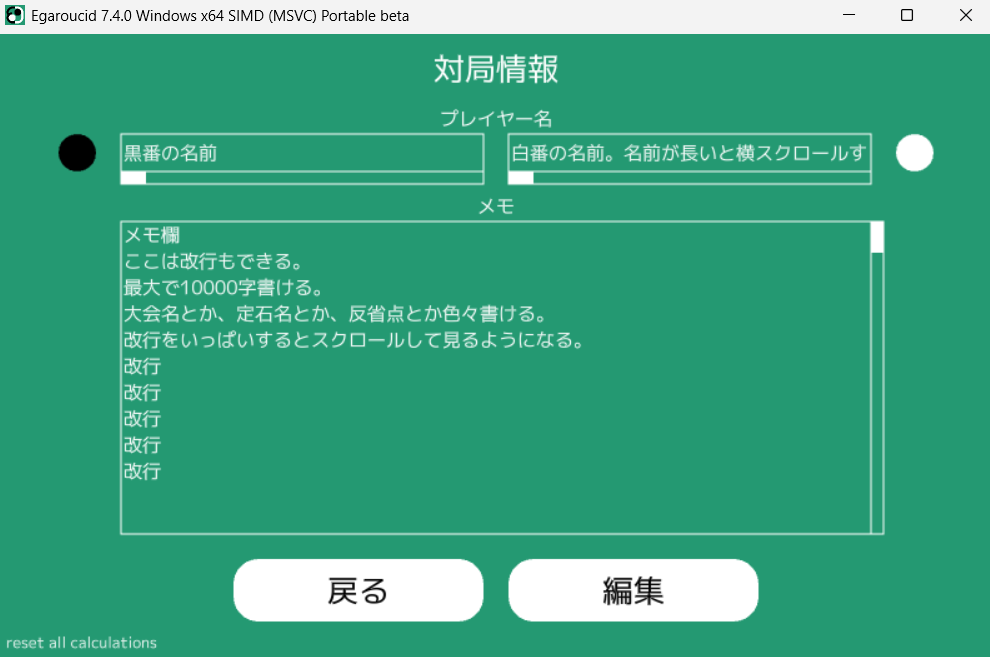 Egaroucid 7.4.0 Windows x64 SIMD (MSVC) Portable beta
対局情報
プレイヤー名
黒番の名前
白番の名前。名前が長いと横スクロールす
メモ
メモ欄
ここは改行もできる。
最大で10000字書ける。
大会名とか、定石名とか、反省点とか色々書ける。
改行をいっぱいするとスクロールして見るようになる。
改行
改行
改行
改行
改行
戻る
編集
reset all calculations